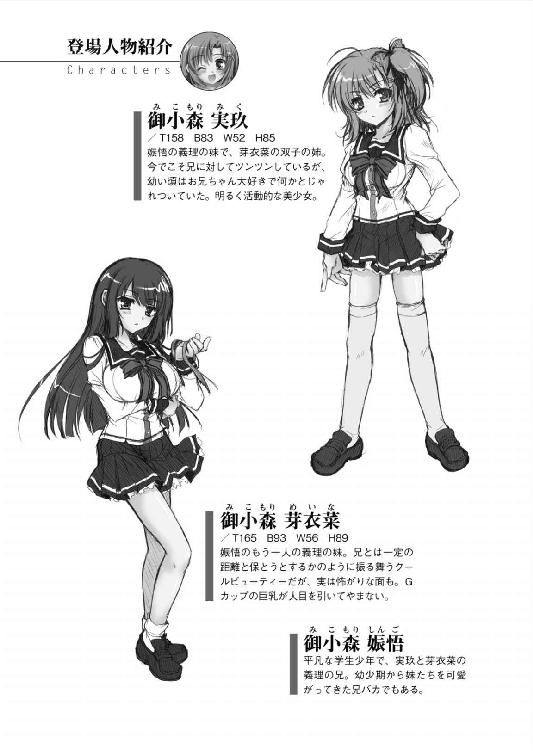 登場人物紹介
Characters
みこもり みく
御小森 実玖
／T158 B83 W52 H85
娠悟の義理の妹で、芽衣菜の双子の姉。
今でこそ兄に対してツンツンしているが、
幼い頃はお兄ちゃん大好きで何かとじゃ
れついていた。明るく活動的な美少女。
みこもり めいな
御小森 芽衣菜
／T165 B93 W56 H89
娠悟のもう一人の義理の妹。兄とは一定の
距離と保とうとするかのように振る舞うク
ールビューティーだが、実は怖がりな面も。G
カップの巨乳が人目を引いてやまない。
みこもり しんご
御小森 娠悟
平凡な学生少年で、実玖と芽衣菜の
義理の兄。幼少期から妹たちを可愛
がってきた兄バカでもある。